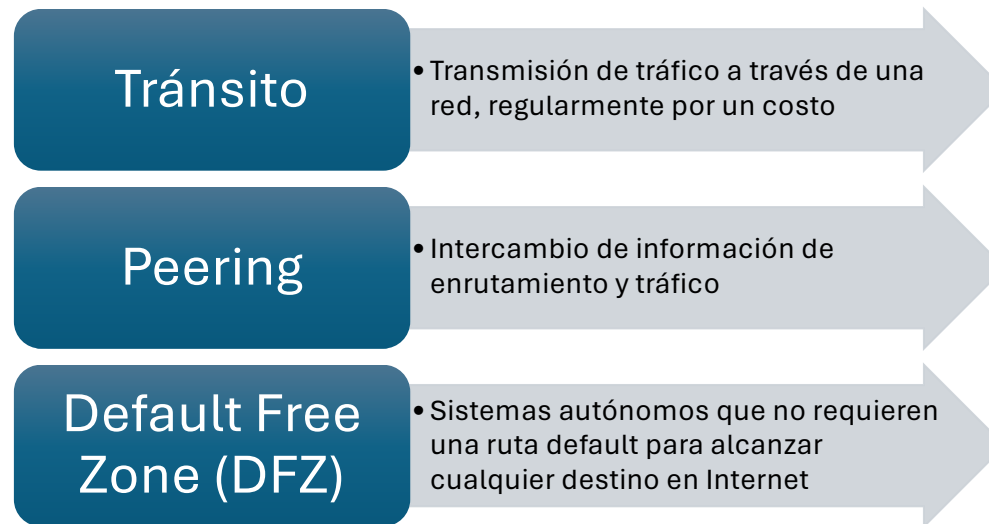 Tránsito
• Transmisión de tráfico a través de una
red, regularmente por un costo
Peering
• Intercambio de información de
enrutamiento y tráfico
Default Free
Zone (DFZ)
• Sistemas autónomos que no requieren
una ruta default para alcanzar
cualquier destino en Internet